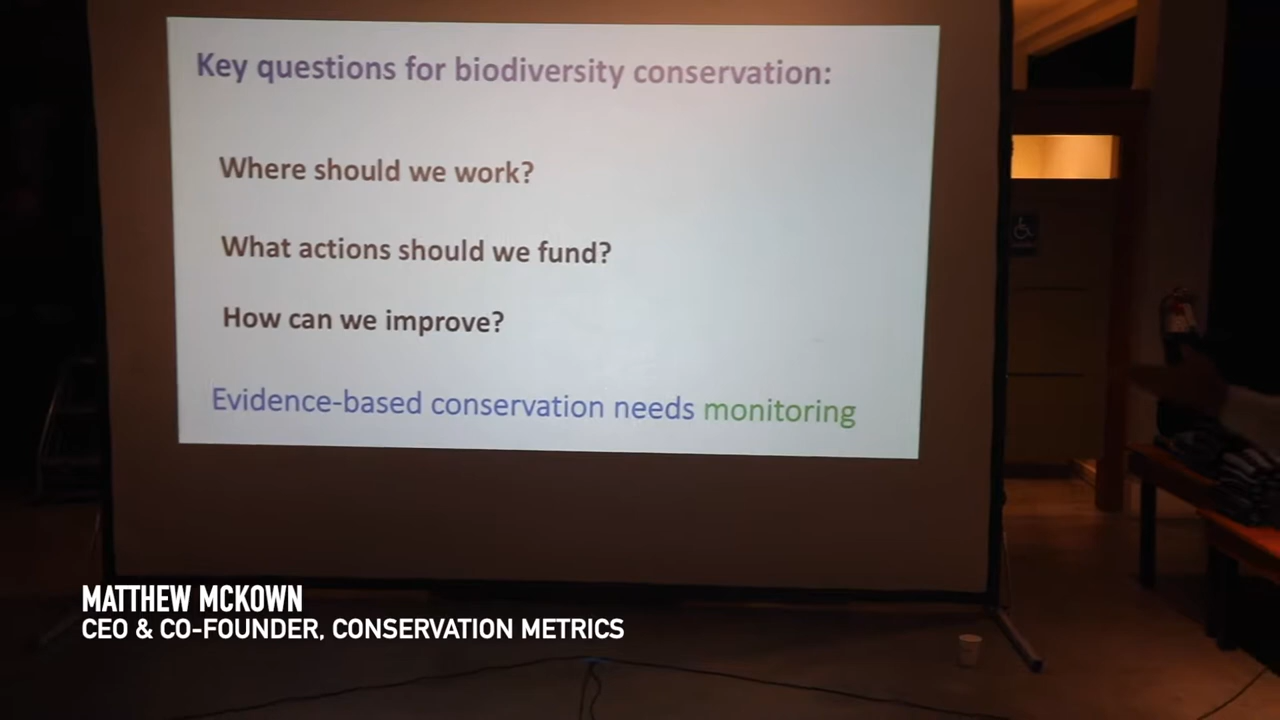 Key questions for biodiversity conservation:
Where should we work?
What actions should we fund?
How can we improve?
Evidence-based conservation needs monitoring
MATTHEW MCKOWN
CEO & CO-FOUNDER, CONSERVATION METRICS